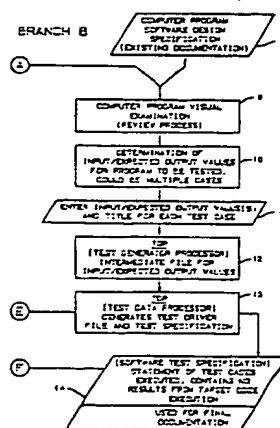 BRANCH B
COMPUTER PROGRAM
SOFTWARE DESIGN
SPECIFICATION
(EXISTING DOCUMENTATION)
A
9
COMPUTER PROGRAM VISUAL
EXAMINATION
(REVIEW PROCESS)
10
DETERMINATION OF
INPUT/EXPECTED OUTPUT VALUES
FOR PROGRAM TO BE TESTED,
COULD BE MULTIPLE CASES
ENTER INPUT/EXPECTED OUTPUT VALUE(S)
AND TITLE FOR EACH TEST CASE
12
TGP
[TEST GENERATOR PROCESSOR]
INTERMEDIATE FILE FOR
INPUT/EXPECTED OUTPUT VALUES
13
TDP
[TEST DATA PROCESSOR]
GENERATES TEST DRIVER
FILE AND TEST SPECIFICATION
E
F
[SOFTWARE TEST SPECIFICATION]
STATEMENT OF TEST CASES
EXECUTED, CONTAINS NO
RESULTS FROM TARGET CODE
EXECUTION
14
USED FOR FINAL
DOCUMENTATION